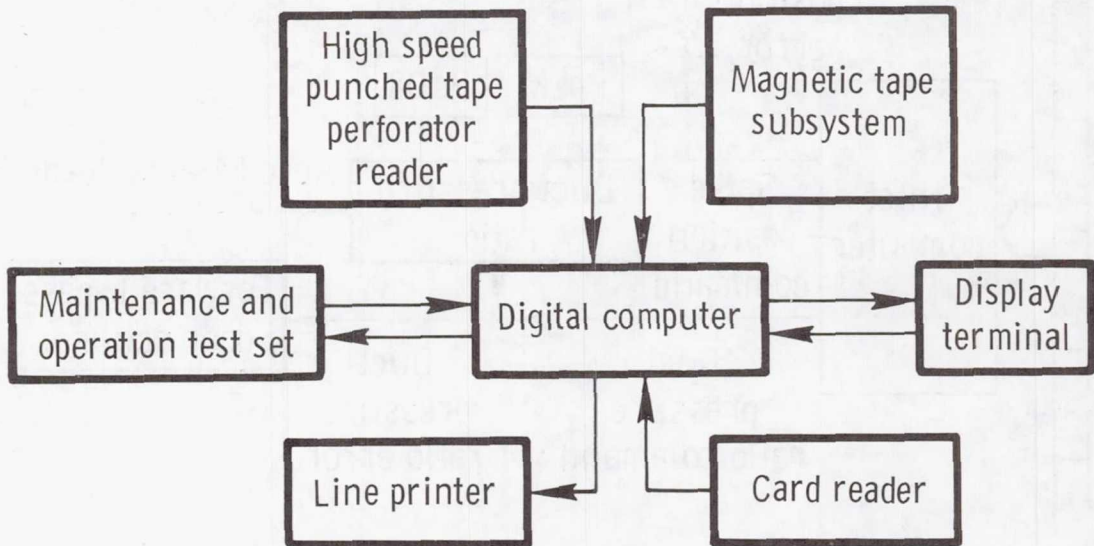 High speed
punched tape
perforator
reader
Magnetic tape
subsystem
Maintenance and
operation test set
Digital computer
Display
terminal
Line printer
Card reader